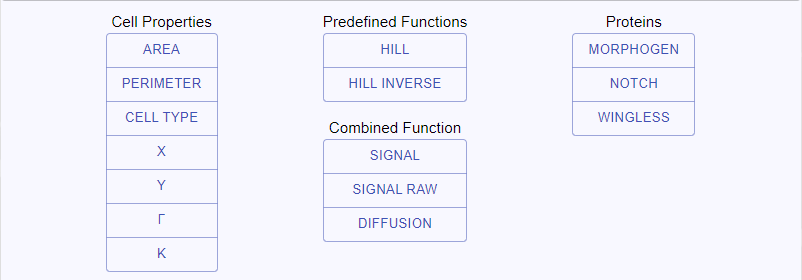 Cell Properties
AREA
PERIMETER
CELL TYPE
X
Y
Γ
K
Predefined Functions
HILL
HILL INVERSE
Combined Function
SIGNAL
SIGNAL RAW
DIFFUSION
Proteins
MORPHOGEN
NOTCH
WINGLESS